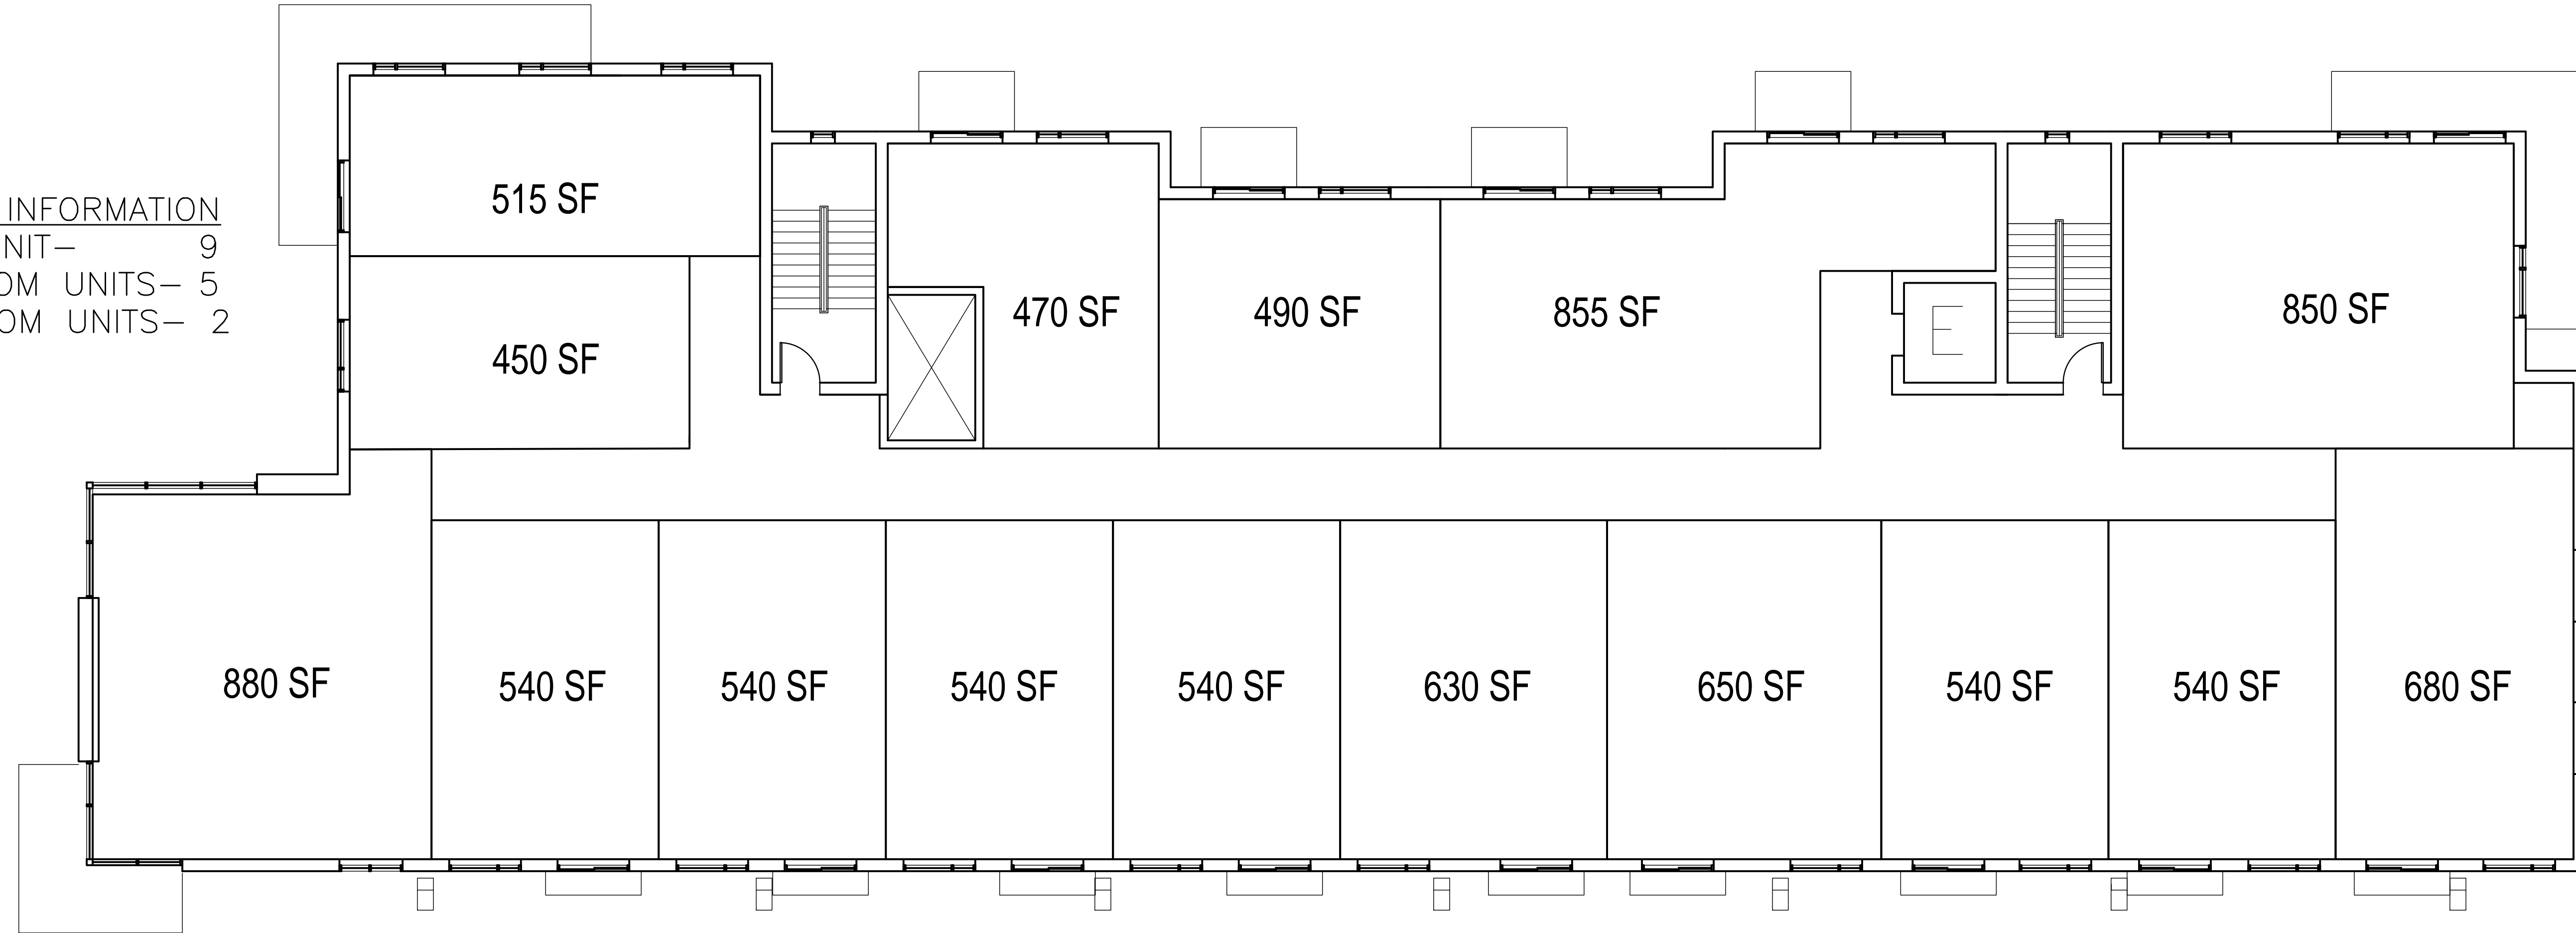 INFORMATION
NIT- 9
OM UNITS- 5
OM UNITS- 2
515 SF
450 SF
470 SF
490 SF
855 SF
E
850 SF
880 SF
540 SF
540 SF
540 SF
540 SF
630 SF
650 SF
540 SF
540 SF
680 SF